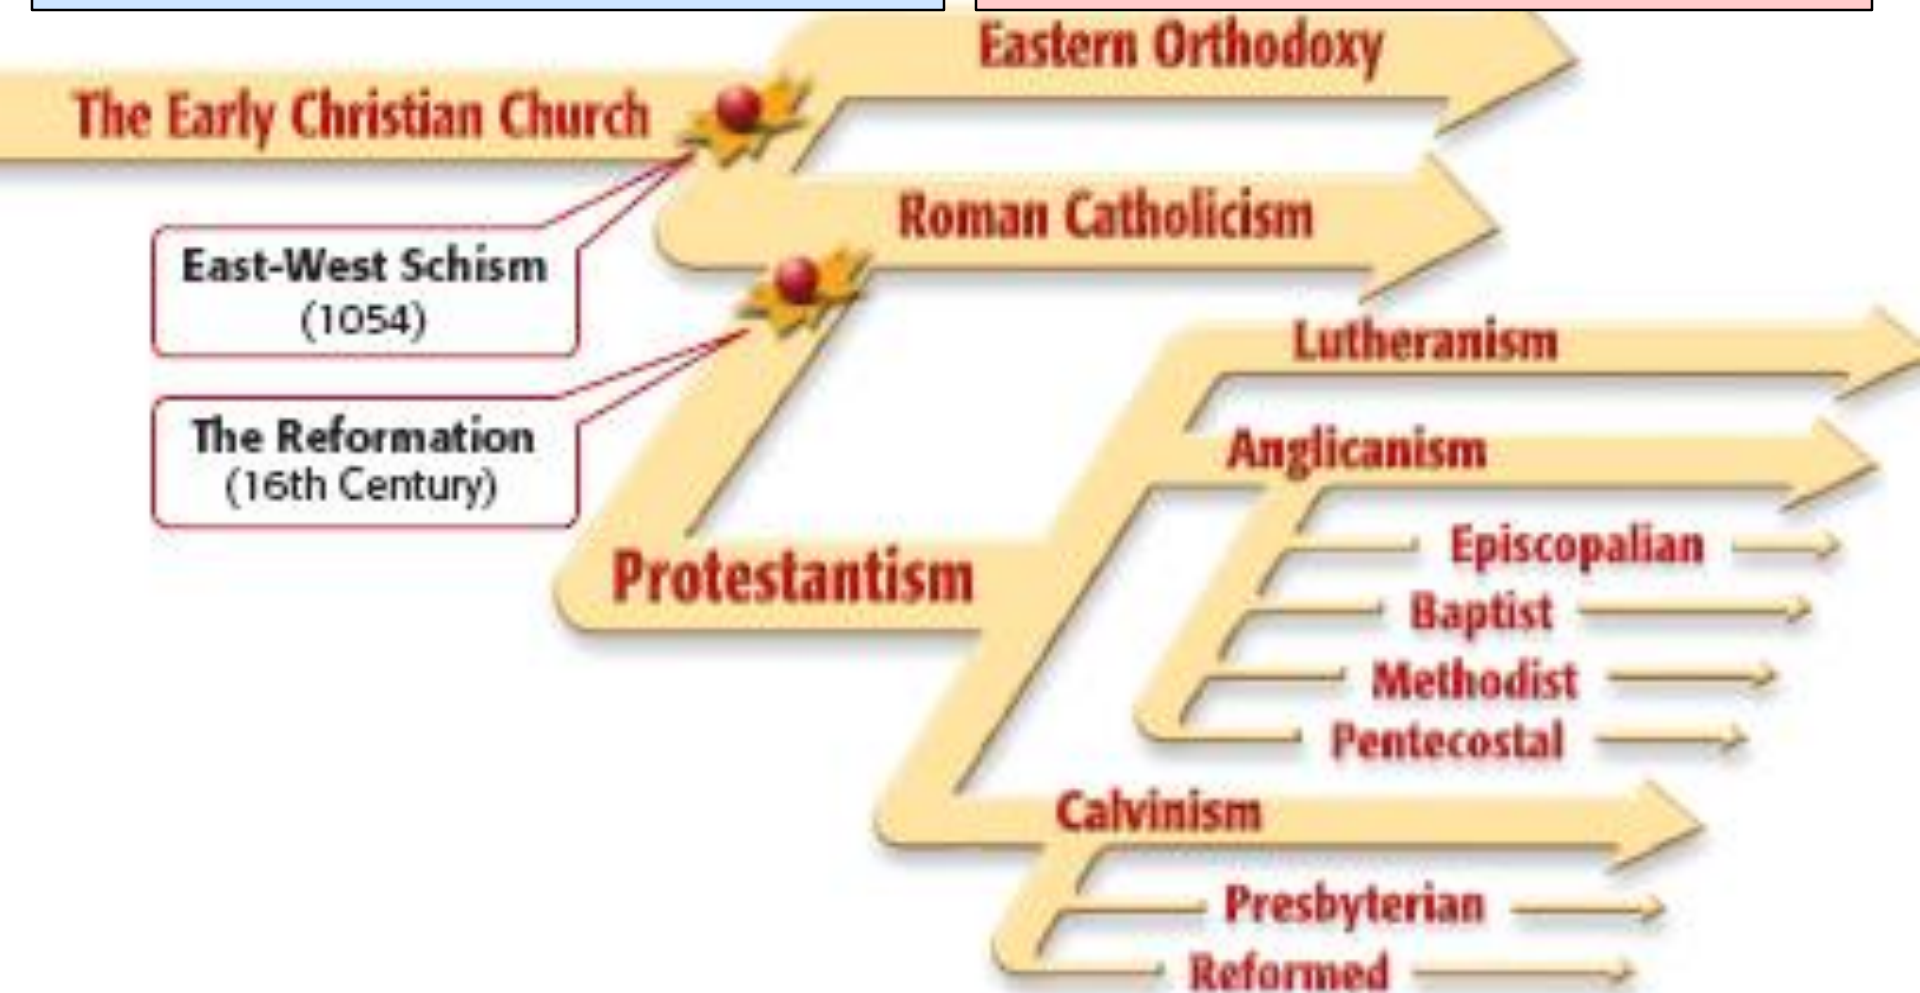 Eastern Orthodoxy
The Early Christian Church
Roman Catholicism
East-West Schism
(1054)
Lutheranism
The Reformation
(16th Century)
Anglicanism
Episcopalian
Protestantism
Baptist
Methodist
Pentecostal
Calvinism
Presbyterian
Reformed